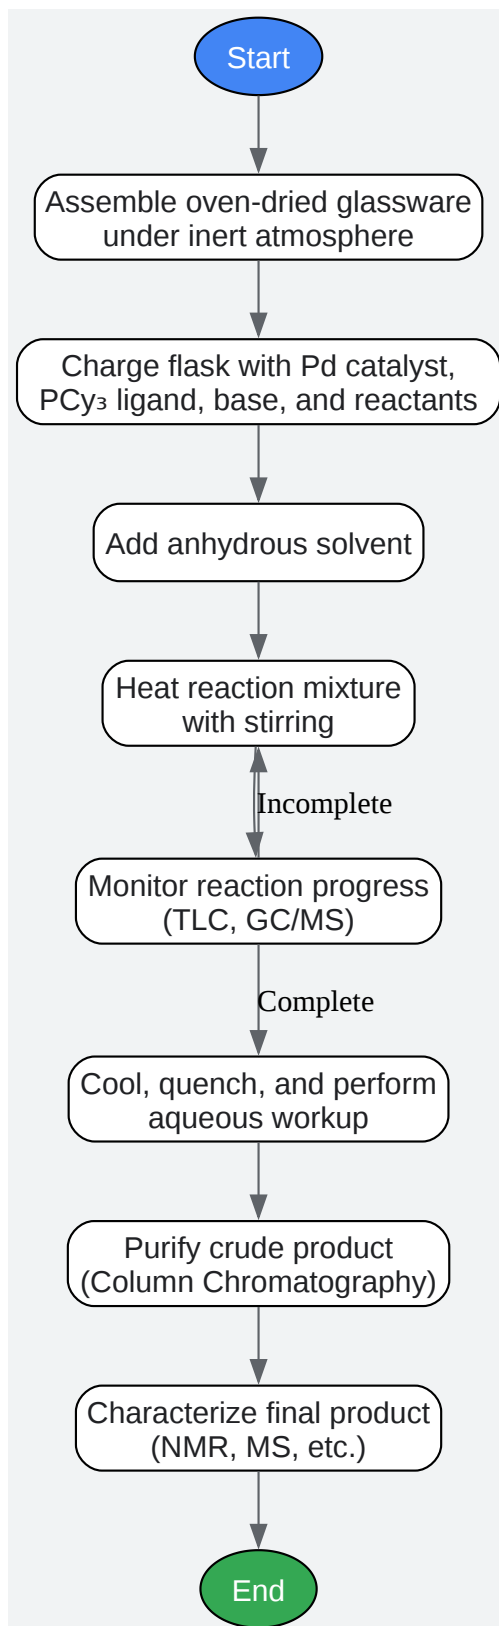 Start
Assemble oven-dried glassware
under inert atmosphere
Charge flask with Pd catalyst,
PCy₃ ligand, base, and reactants
Add anhydrous solvent
Heat reaction mixture
with stirring
Incomplete
Monitor reaction progress
(TLC, GC/MS)
Complete
Cool, quench, and perform
aqueous workup
Purify crude product
(Column Chromatography)
Characterize final product
(NMR, MS, etc.)
End